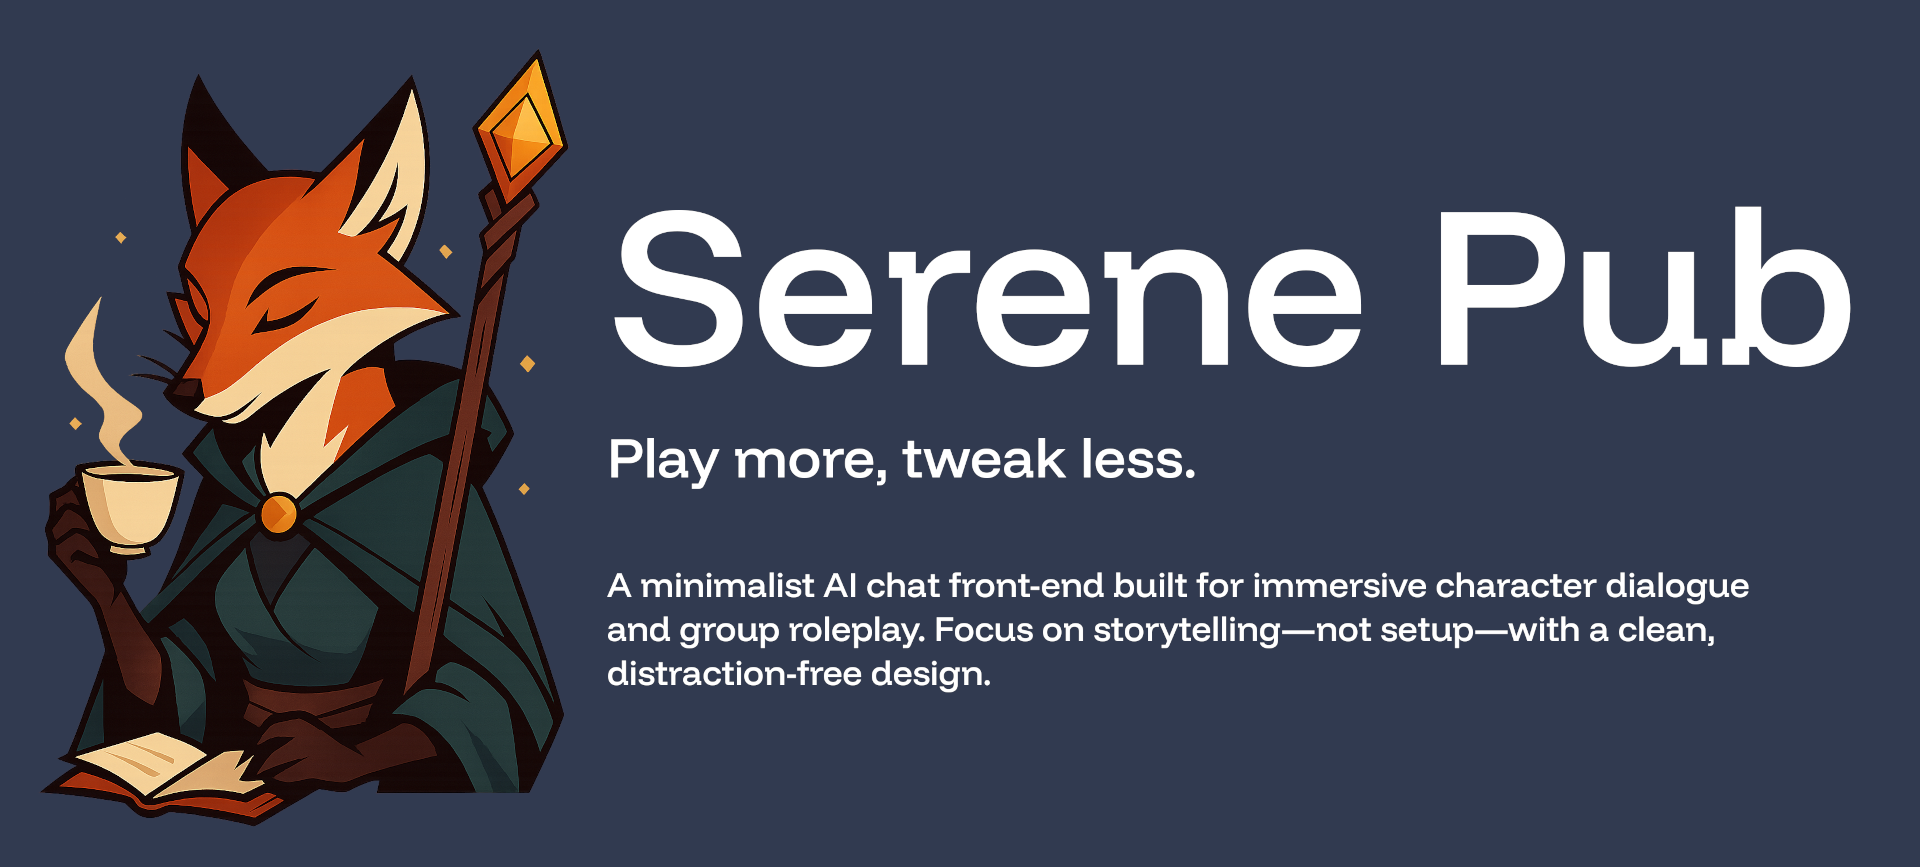 Serene Pub
Play more, tweak less.
A minimalist AI chat front-end built for immersive character dialogue
and group roleplay. Focus on storytelling—not setup—with a clean,
distraction-free design.